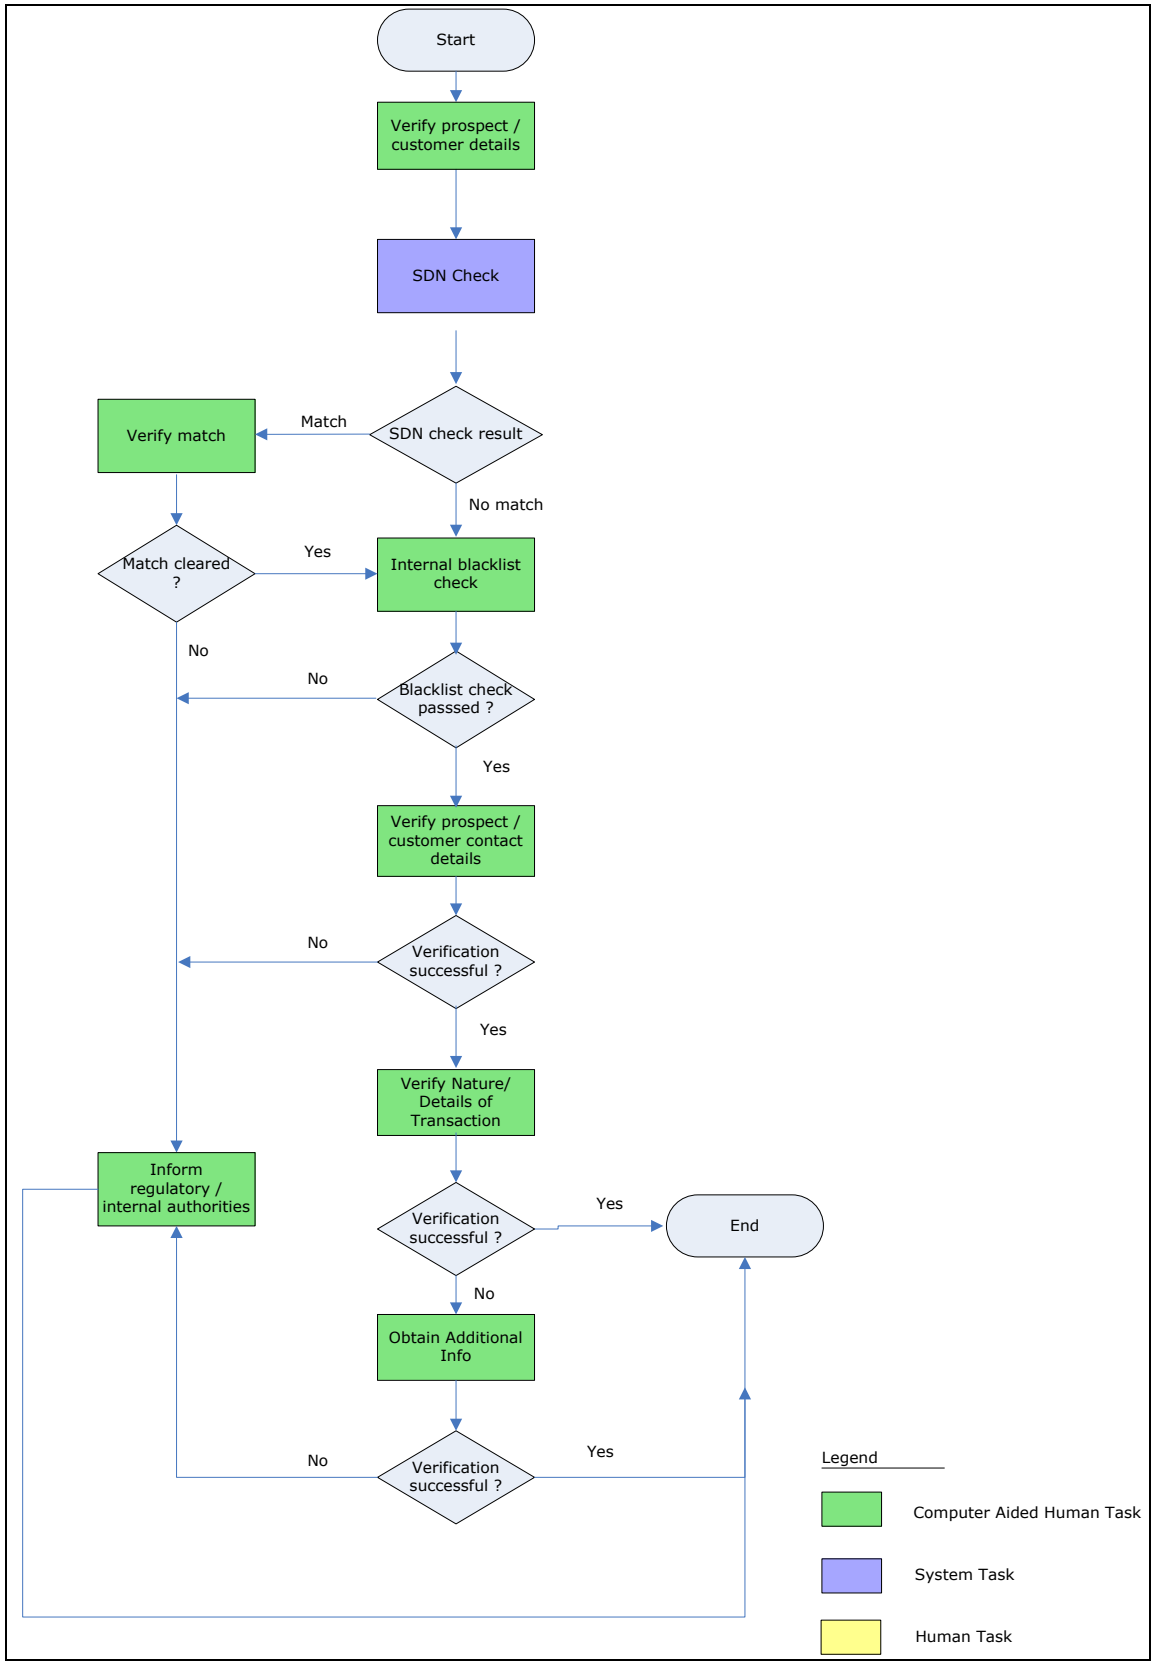 Start
Verify prospect /
customer details
SDN Check
SDN check result
Match
Verify match
No match
Match cleared
?
Yes
Internal blacklist
check
No
No
Blacklist check
passsed ?
Yes
Verify prospect /
customer contact
details
No
Verification
successful ?
Yes
Verify Nature/
Details of
Transaction
Inform
regulatory /
internal authorities
Verification
successful ?
Yes
End
No
Obtain Additional
Info
No
Verification
successful ?
Yes
Legend
Computer Aided Human Task
System Task
Human Task